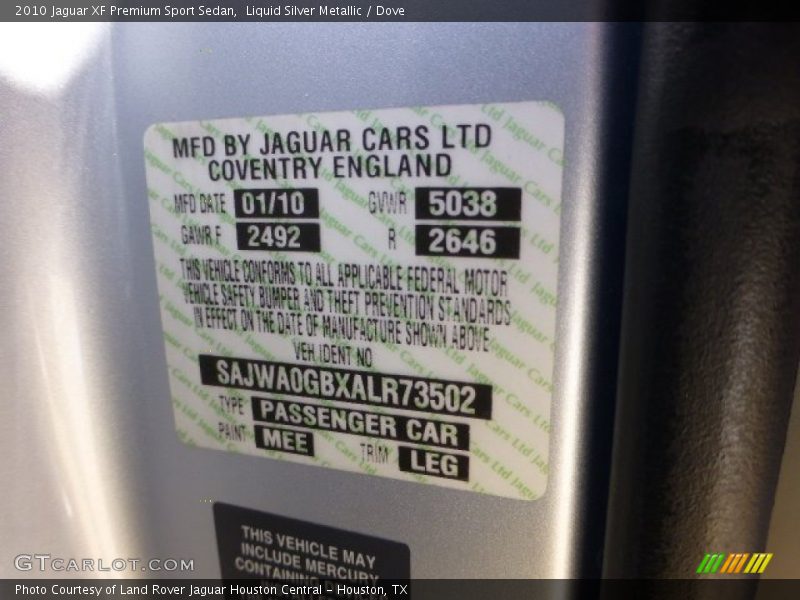 2010 Jaguar XF Premium Sport Sedan,  Liquid Silver Metallic / Dove
MFD BY JAGUAR CARS LTD
COVENTRY ENGLAND
MFD DATE 01/10 GVWR 5038
GAWR F 2492 R 2646
THIS VEHICLE CONFORMS TO ALL APPLICABLE FEDERAL MOTOR
VEHICLE SAFETY BUMPER AND THEFT PREVENTION STANDARDS
IN EFFECT ON THE DATE OF MANUFACTURE SHOWN ABOVE
VEH IDENT NO
SAJWA0GBXALR73502
TYPE PASSENGER CAR
PAINT MEE TRIM LEG
THIS VEHICLE MAY
INCLUDE MERCURY
CONTAINING
GTcarlot.com
Photo Courtesy of Land Rover Jaguar Houston Central - Houston, TX